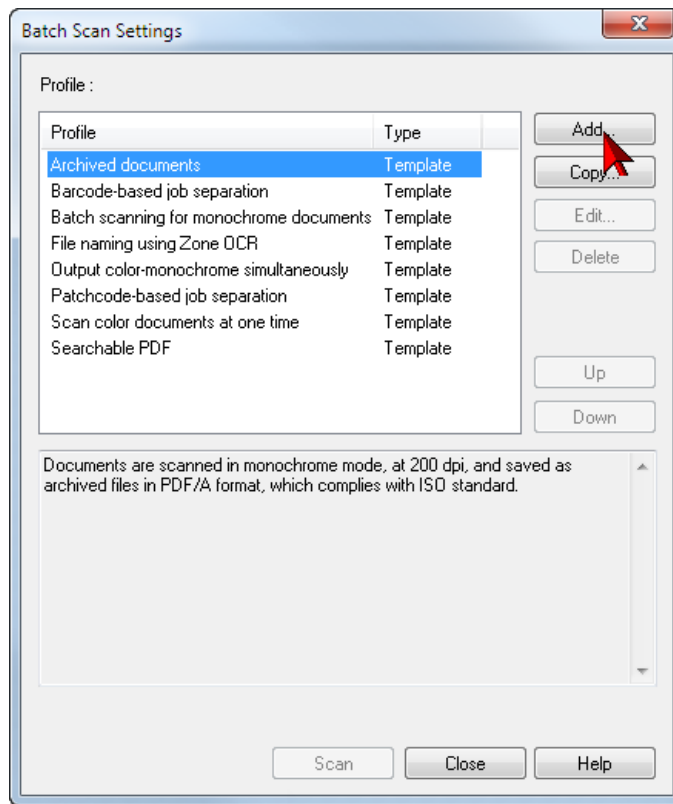 Batch Scan Settings
Profile :
Profile Type
Archived documents Template
Barcode-based job separation Template
Batch scanning for monochrome documents Template
File naming using Zone OCR Template
Output color-monochrome simultaneously Template
Patchcode-based job separation Template
Scan color documents at one time Template
Searchable PDF Template
Add...
Copy...
Edit...
Delete
Up
Down
Documents are scanned in monochrome mode, at 200 dpi, and saved as
archived files in PDF/A format, which complies with ISO standard.
Scan Close Help